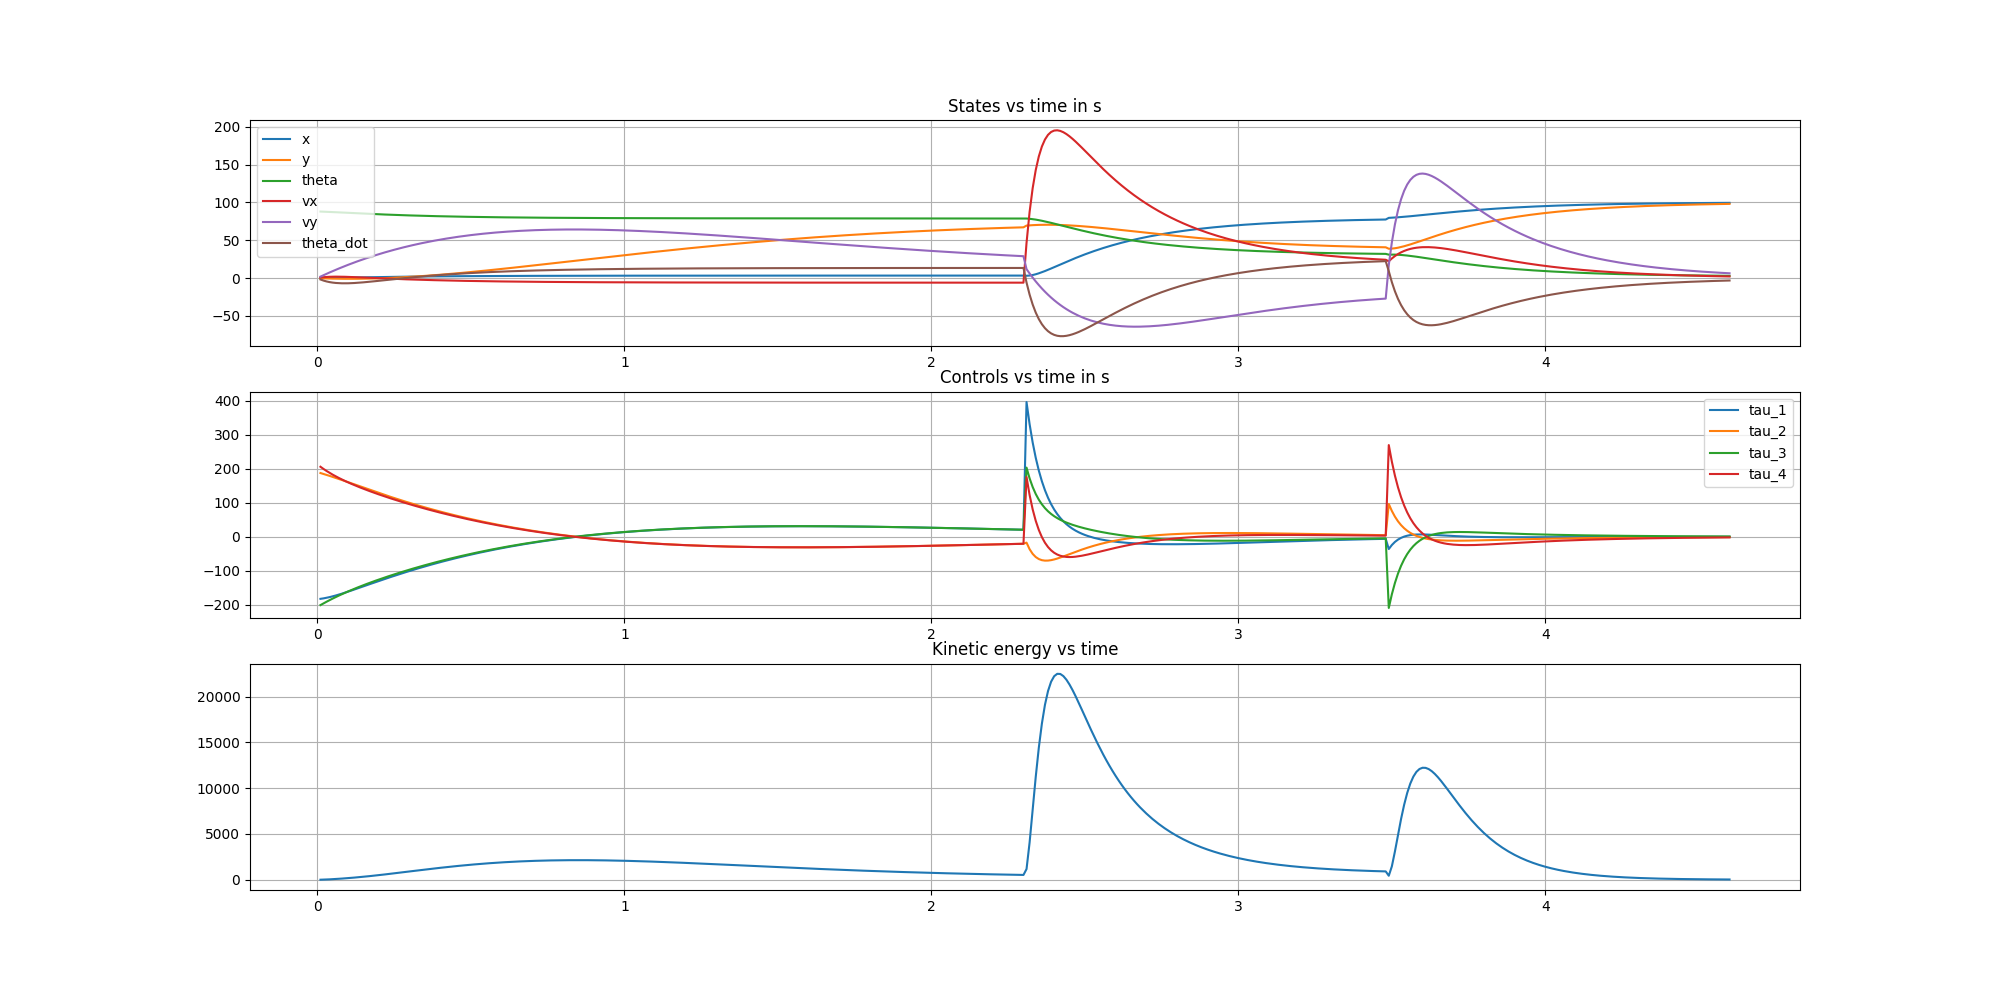 States vs time in s
200
150
100
50
0
−50
x
y
theta
vx
vy
theta_dot
0 1 2 3 4
Controls vs time in s
400
300
200
100
0
−100
−200
tau_1
tau_2
tau_3
tau_4
0 1 2 3 4
Kinetic energy vs time
20000
15000
10000
5000
0
0 1 2 3 4